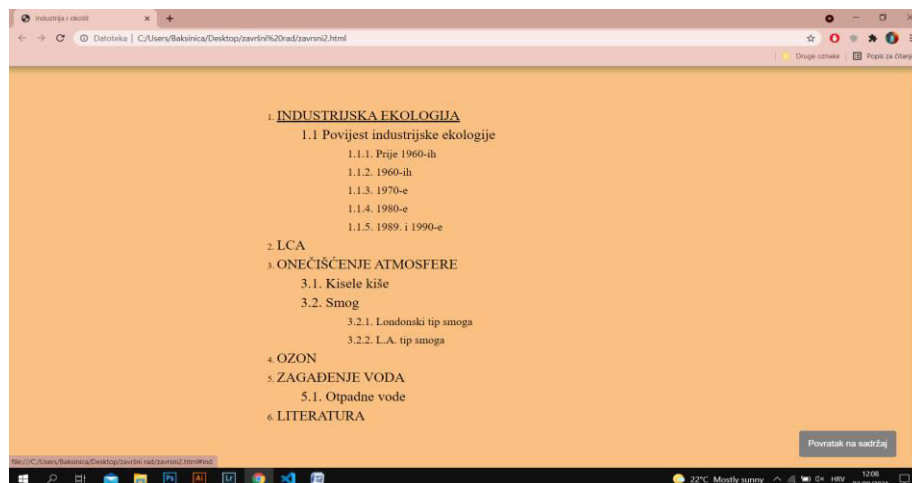 Industrija i okoliš
Datoteka | C:/Users/Baksinica/Desktop/završni%20rad/zavrsni2.html
Druge oznake Popis za čitanje
1. INDUSTRIJSKA EKOLOGIJA
1.1 Povijest industrijske ekologije
1.1.1. Prije 1960-ih
1.1.2. 1960-ih
1.1.3. 1970-e
1.1.4. 1980-e
1.1.5. 1989. i 1990-e
2. LCA
3. ONEČIŠĆENJE ATMOSFERE
3.1. Kisele kiše
3.2. Smog
3.2.1. Londonski tip smoga
3.2.2. L.A. tip smoga
4. OZON
5. ZAGAĐENJE VODA
5.1. Otpadne vode
6. LITERATURA
Povratak na sadržaj
file:///C:/Users/Baksinica/Desktop/završni rad/zavrsni2.html#ind
Ps Ai Lr 22°C Mostly sunny HRV 12:08